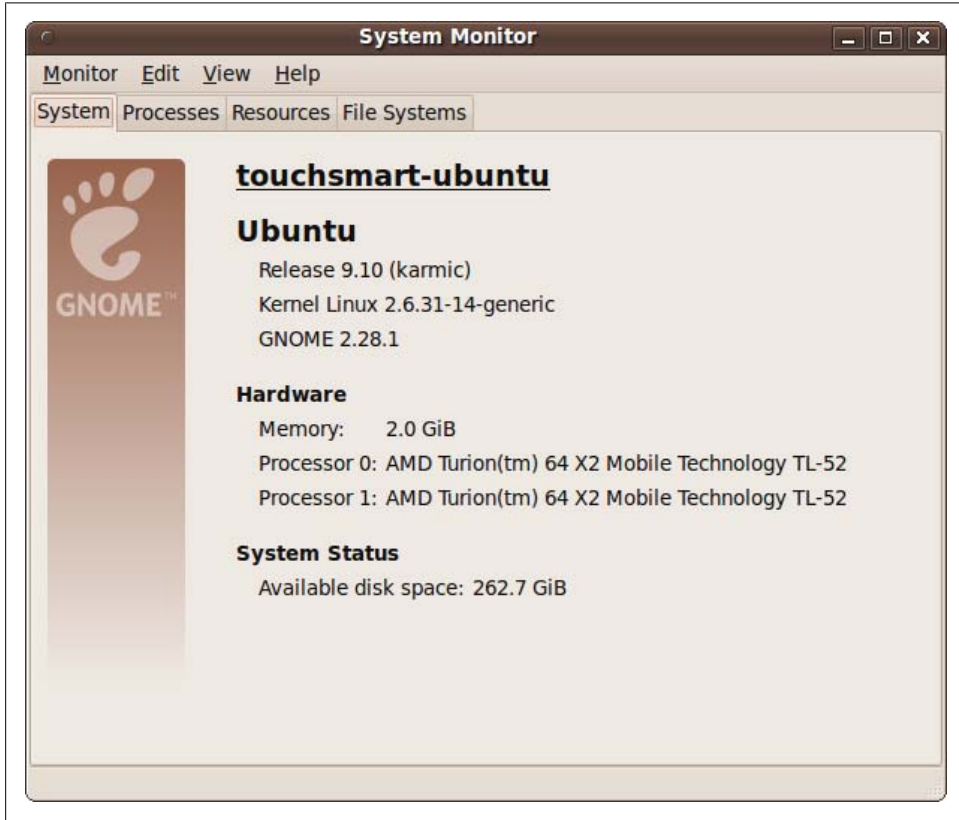 System Monitor
Monitor Edit View Help
System Processes Resources File Systems
GNOME™
touchsmart-ubuntu
Ubuntu
Release 9.10 (karmic)
Kernel Linux 2.6.31-14-generic
GNOME 2.28.1
Hardware
Memory: 2.0 GiB
Processor 0: AMD Turion(tm) 64 X2 Mobile Technology TL-52
Processor 1: AMD Turion(tm) 64 X2 Mobile Technology TL-52
System Status
Available disk space: 262.7 GiB